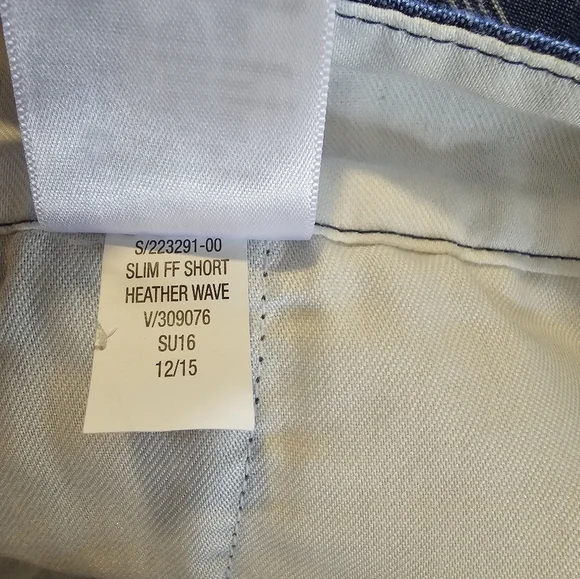 S/223291-00
SLIM FF SHORT
HEATHER WAVE
V/309076
SU16
12/15